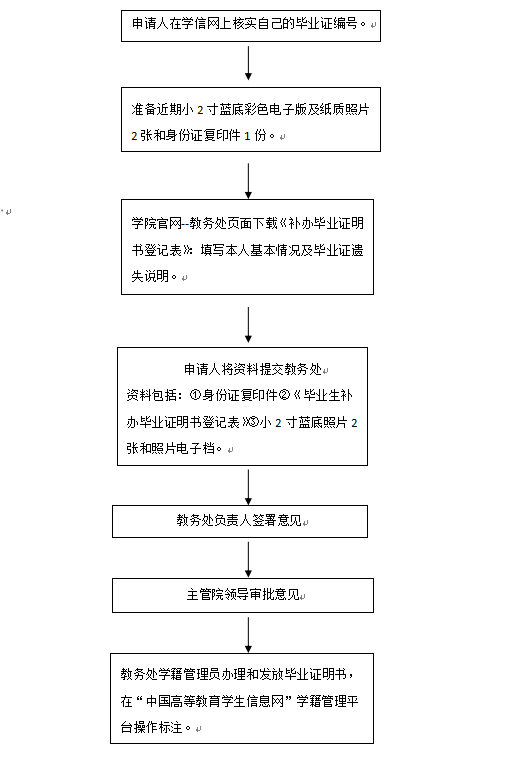 申请人在学信网上核实自己的毕业证编号。
准备近期小 2 寸蓝底彩色电子版及纸质照片
2 张和身份证复印件 1 份。
学院官网--教务处页面下载《补办毕业证明
书登记表》：填写本人基本情况及毕业证遗
失说明。
申请人将资料提交教务处
资料包括：①身份证复印件②《毕业生补
办毕业证明书登记表》③小 2 寸蓝底照片 2
张和照片电子档。
教务处负责人签署意见
主管院领导审批意见
教务处学籍管理员办理和发放毕业证明书，
在“中国高等教育学生信息网”学籍管理平
台操作标注。